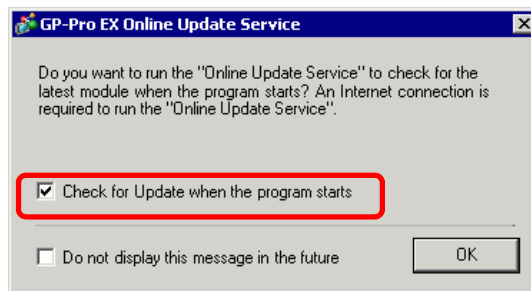 GP-Pro EX Online Update Service
Do you want to run the "Online Update Service" to check for the
latest module when the program starts? An Internet connection is
required to run the "Online Update Service".
Check for Update when the program starts
Do not display this message in the future
OK